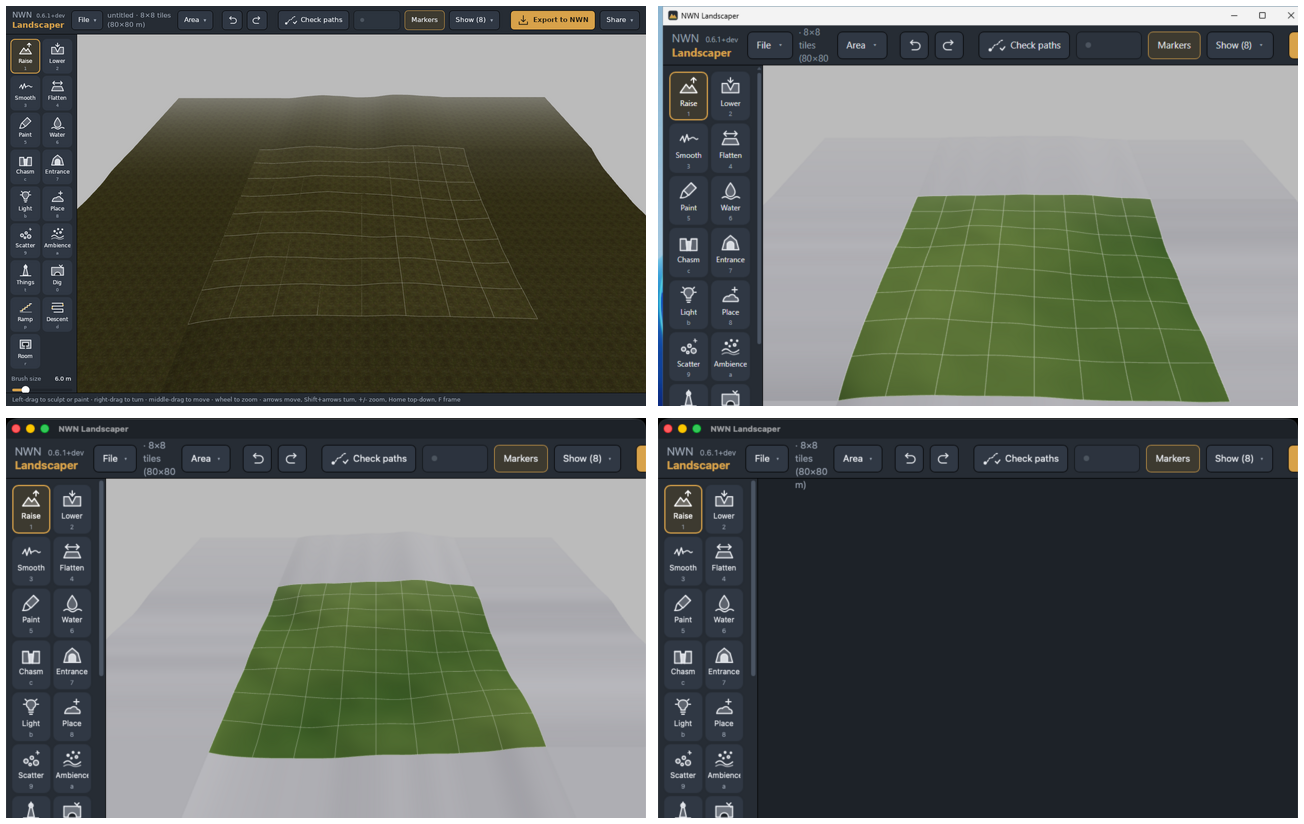 NWN 0.6.1+dev
Landscaper
File
untitled · 8×8 tiles
(80×80 m)
Area
Check paths
Markers
Show (8)
Export to NWN
Share
Raise
1
Lower
2
Smooth
3
Flatten
4
Paint
5
Water
6
Chasm
c
Entrance
7
Light
b
Place
8
Scatter
9
Ambience
a
Things
Dig
Ramp
Descent
Room
Brush size 6.0 m
Left-drag to sculpt or paint · right-drag to turn · middle-drag to move · wheel to zoom · arrows move, Shift+arrows turn, +/- zoom, Home top-down, F frame
NWN Landscaper
NWN 0.6.1+dev
Landscaper
File
· 8×8
tiles
(80×80
Area
Check paths
Markers
Show (8)
Raise
1
Lower
2
Smooth
3
Flatten
4
Paint
5
Water
6
Chasm
c
Entrance
7
Light
b
Place
8
Scatter
9
Ambience
a
NWN Landscaper
NWN 0.6.1+dev
Landscaper
File
· 8×8
tiles
(80×80
Area
Check paths
Markers
Show (8)
Raise
1
Lower
2
Smooth
3
Flatten
4
Paint
5
Water
6
Chasm
c
Entrance
7
Light
b
Place
8
Scatter
9
Ambience
a
NWN Landscaper
NWN 0.6.1+dev
Landscaper
File
· 8×8
tiles
(80×80
m)
Area
Check paths
Markers
Show (8)
Raise
1
Lower
2
Smooth
3
Flatten
4
Paint
5
Water
6
Chasm
c
Entrance
7
Light
b
Place
8
Scatter
9
Ambience
a